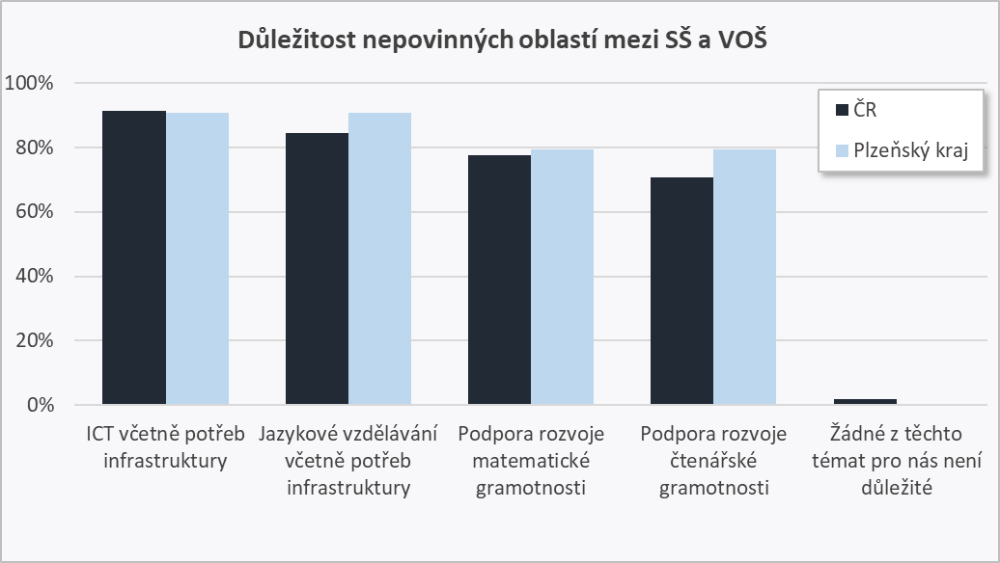 Důležitost nepovinných oblastí mezi SŠ a VOŠ
100%
80%
60%
40%
20%
0%
ČR
Plzeňský kraj
ICT včetně potřeb
infrastruktury
Jazykové vzdělávání
včetně potřeb
infrastruktury
Podpora rozvoje
matematické
gramotnosti
Podpora rozvoje
čtenářské
gramotnosti
Žádné z těchto
témat pro nás není
důležité